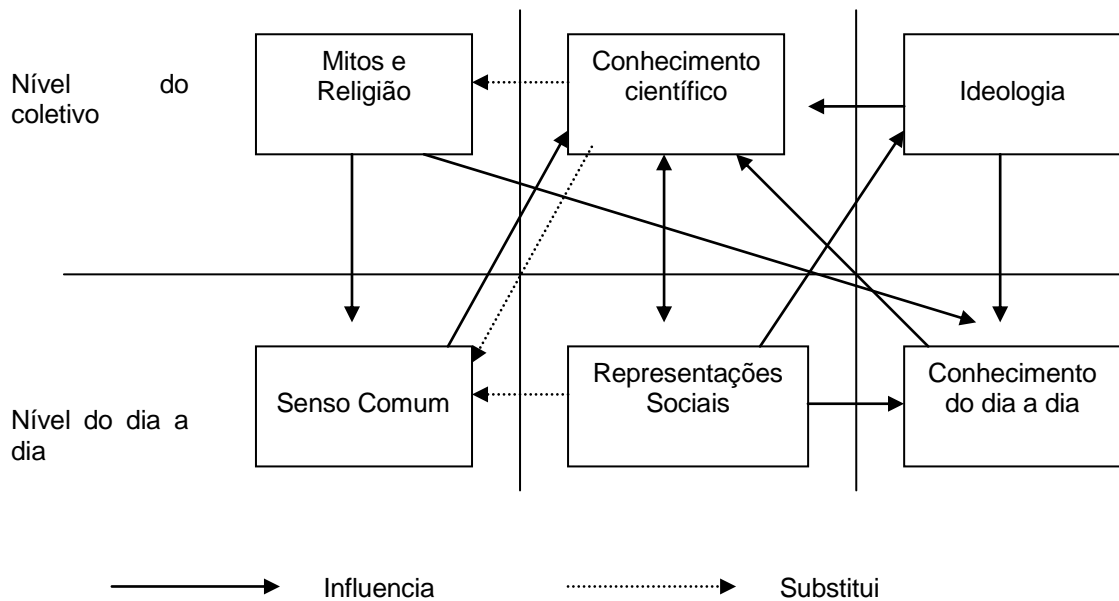 Nível do
coletivo
Mitos e
Religião
Conhecimento
científico
Ideologia
Nível do dia a
dia
Senso Comum
Representações
Sociais
Conhecimento
do dia a dia
Influencia
Substitui